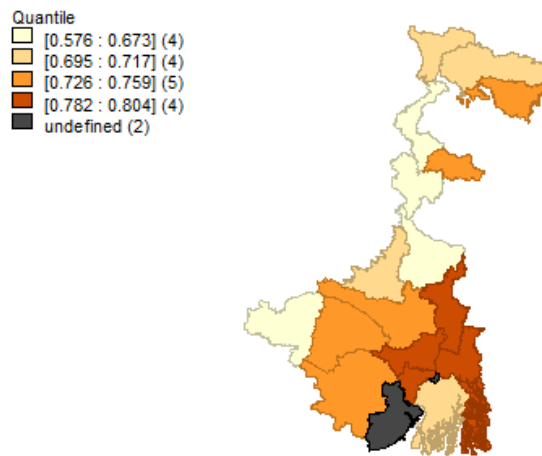 Quantile
[0.576 : 0.673] (4)
[0.695 : 0.717] (4)
[0.726 : 0.759] (5)
[0.782 : 0.804] (4)
undefined (2)